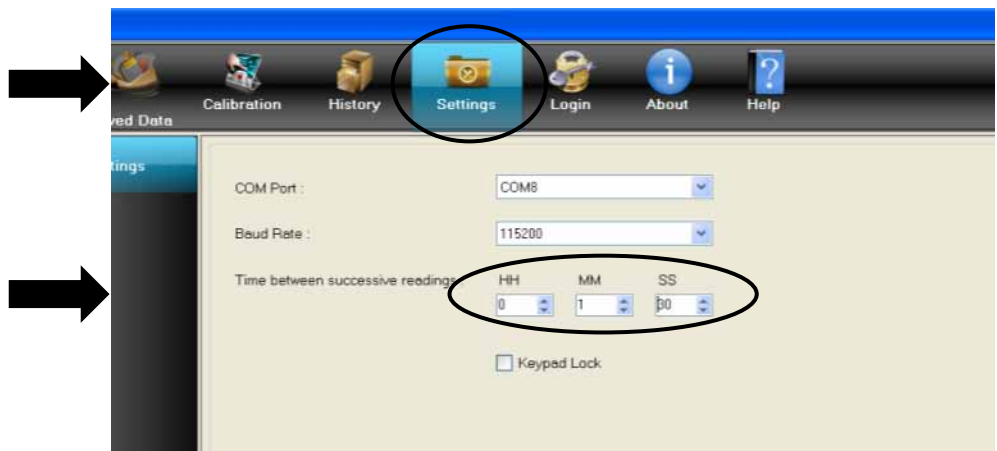 Calibration History Settings Login About Help
ved Data
tings
COM Port :
COM8
Baud Rate :
115200
Time between successive readings
HH MM SS
0 1 30
Keypad Lock